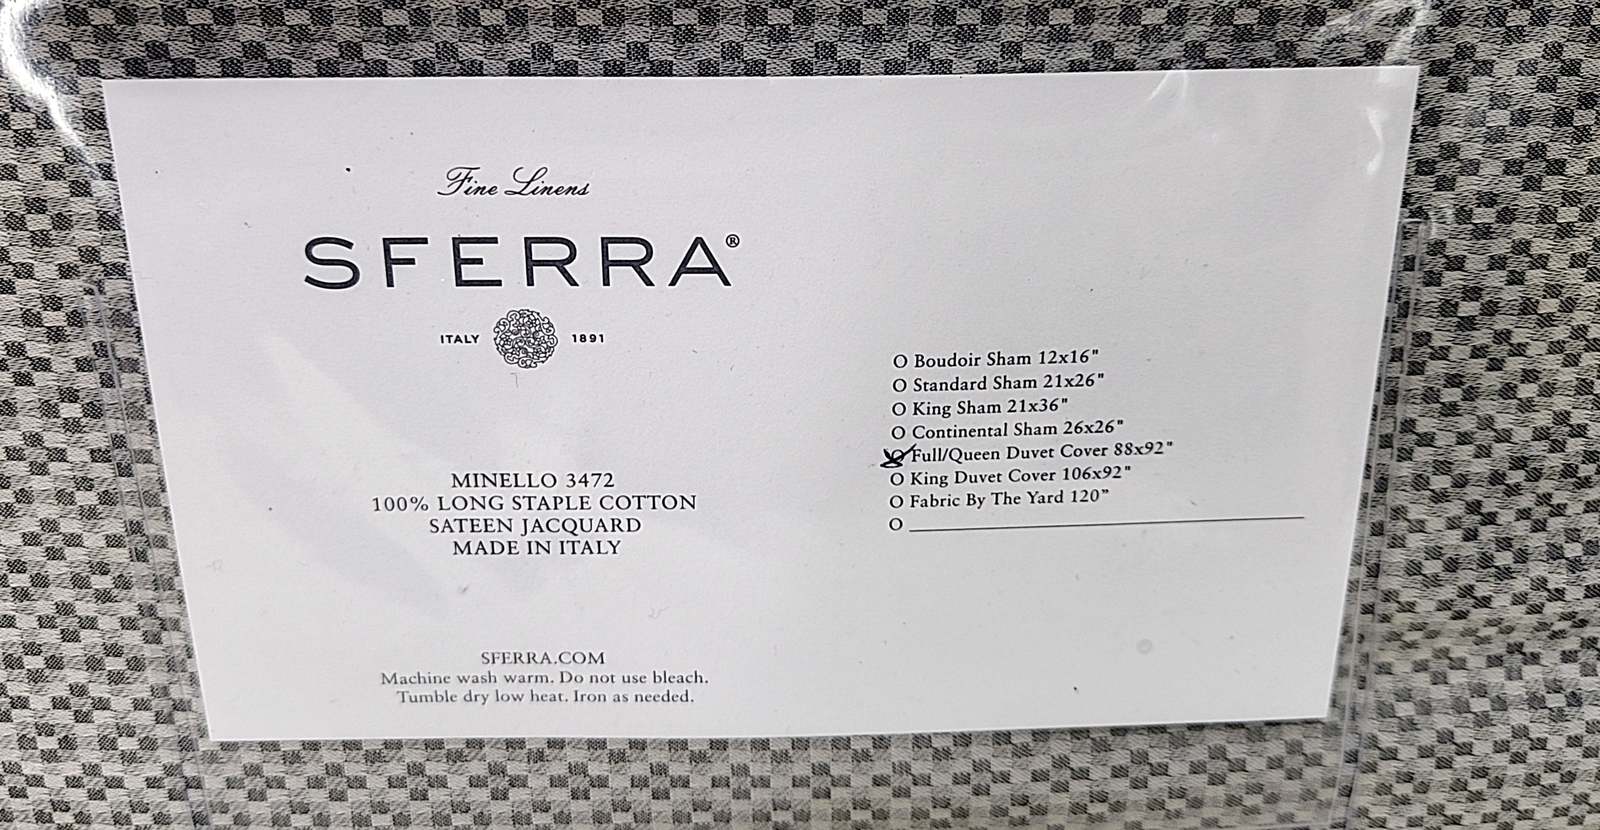 Fine Linens
SFERRA®
ITALY 1891
MINELLO 3472
100% LONG STAPLE COTTON
SATEEN JACQUARD
MADE IN ITALY
SFERRA.COM
Machine wash warm. Do not use bleach.
Tumble dry low heat. Iron as needed.
O Boudoir Sham 12x16"
O Standard Sham 21x26"
O King Sham 21x36"
O Continental Sham 26x26"
O Full/Queen Duvet Cover 88x92"
O King Duvet Cover 106x92"
O Fabric By The Yard 120"
O